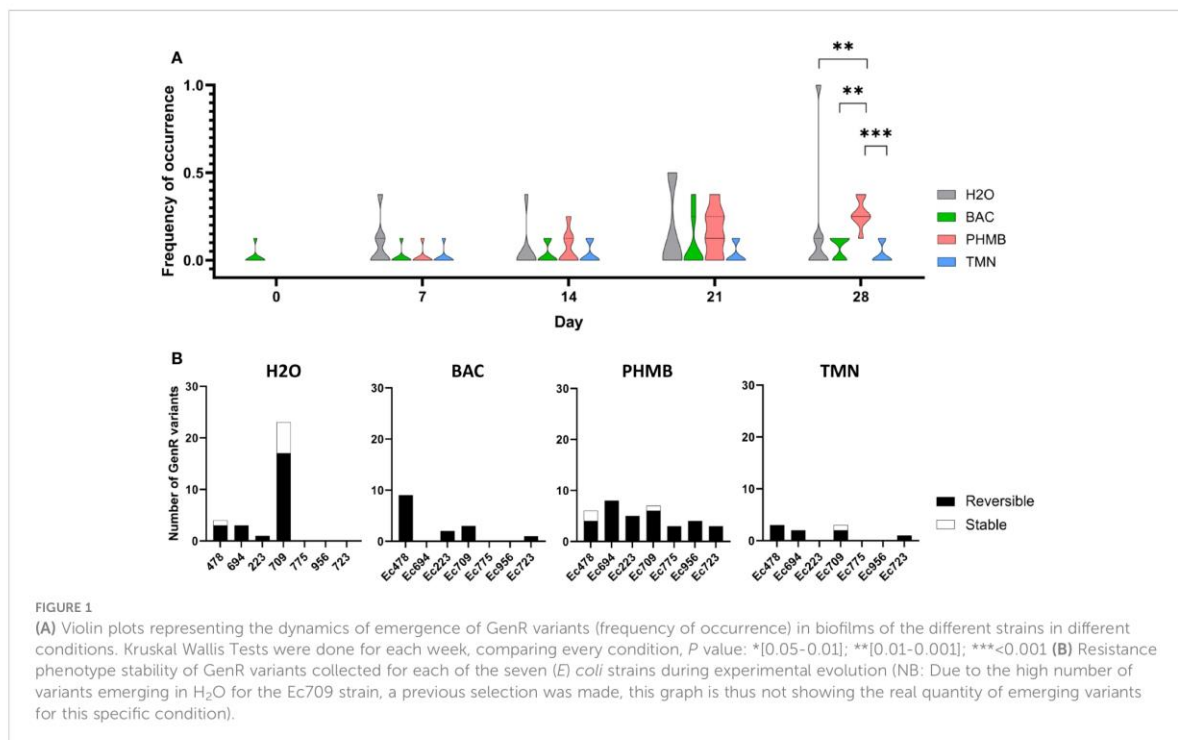 A
** 
**
***
1.0
0.5
0.0
Frequency of occurrence
0
7
14
21
28
Day
H2O
BAC
PHMB
TMN
B
H2O
BAC
PHMB
TMN
Number of GenR variants
30
20
10
0
478
694
223
709
775
956
723
30
20
10
0
Ec478
Ec694
Ec223
Ec709
Ec775
Ec956
Ec723
30
20
10
0
Ec478
Ec694
Ec223
Ec709
Ec775
Ec956
Ec723
30
20
10
0
Ec478
Ec694
Ec223
Ec709
Ec775
Ec956
Ec723
Reversible
Stable
FIGURE 1
(A) Violin plots representing the dynamics of emergence of GenR variants (frequency of occurrence) in biofilms of the different strains in different
conditions. Kruskal Wallis Tests were done for each week, comparing every condition, P value: *[0.05-0.01]; **[0.01-0.001]; ***<0.001 (B) Resistance
phenotype stability of GenR variants collected for each of the seven (E) coli strains during experimental evolution (NB: Due to the high number of
variants emerging in H₂O for the Ec709 strain, a previous selection was made, this graph is thus not showing the real quantity of emerging variants
for this specific condition).